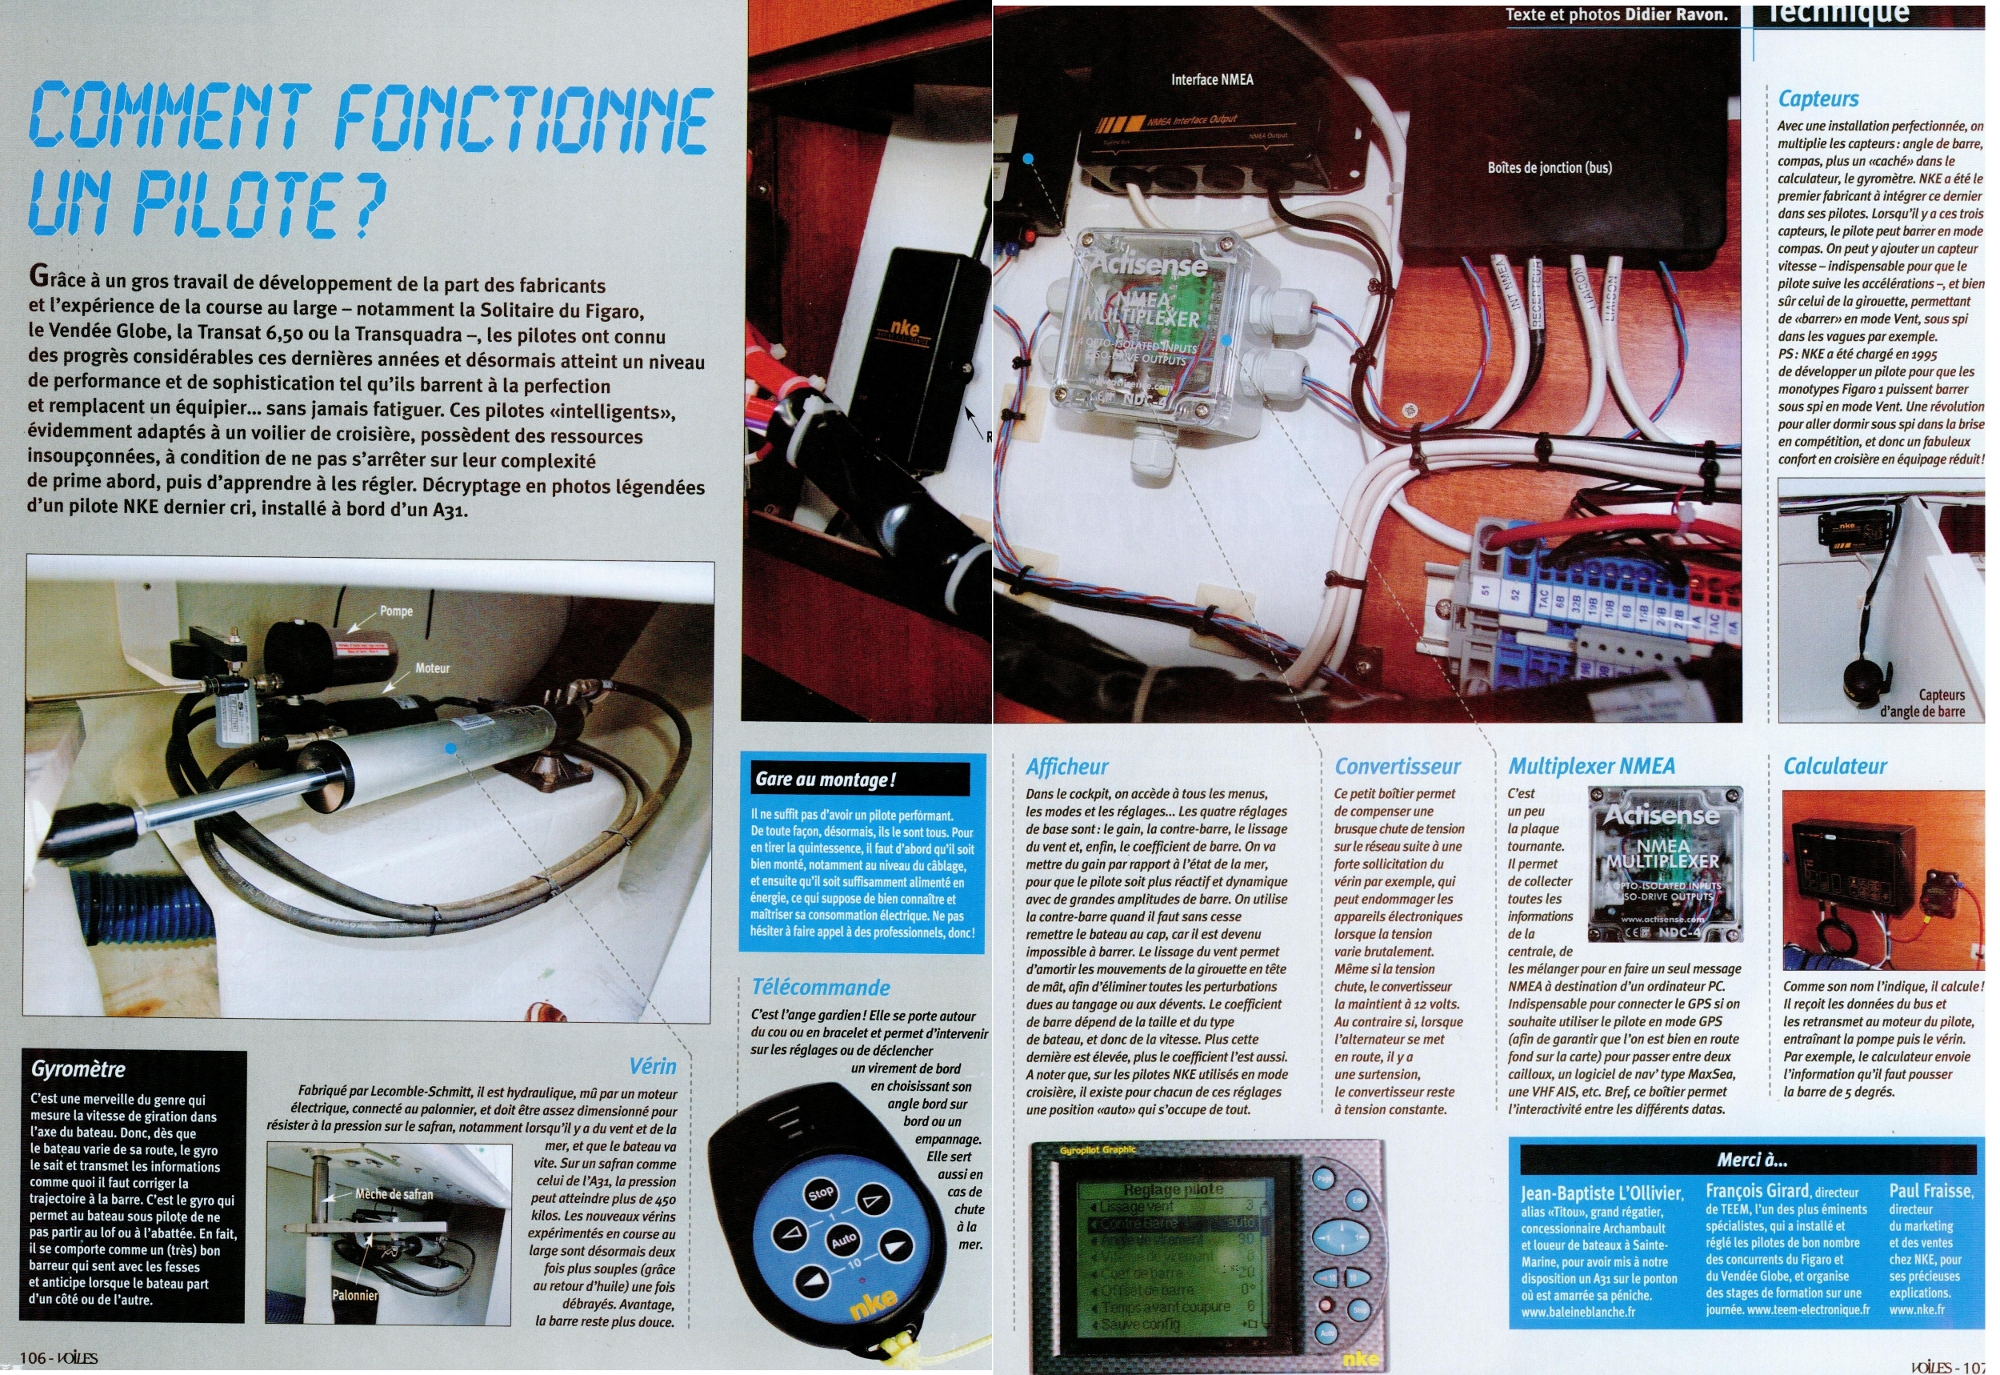 COMMENT FONCTIONNE
UN PILOTE?
Grâce à un gros travail de développement de la part des fabricants
et l'expérience de la course au large – notamment la Solitaire du Figaro,
le Vendée Globe, la Transat 6,50 ou la Transquadra –, les pilotes ont connu
des progrès considérables ces dernières années et désormais atteint un niveau
de performance et de sophistication tel qu'ils barrent à la perfection
et remplacent un équipier... sans jamais fatiguer. Ces pilotes «intelligents»,
évidemment adaptés à un voilier de croisière, possèdent des ressources
insoupçonnées, à condition de ne pas s'arrêter sur leur complexité
de prime abord, puis d'apprendre à les régler. Décryptage en photos légendées
d'un pilote NKE dernier cri, installé à bord d'un A31.
Pompe
Moteur
Gyromètre
C'est une merveille du genre qui
mesure la vitesse de giration dans
l'axe du bateau. Donc, dès que
le bateau varie de sa route, le gyro
le sait et transmet les informations
comme quoi il faut corriger la
trajectoire à la barre. C'est le gyro qui
permet au bateau sous pilote de ne
pas partir au lof ou à l'abattée. En fait,
il se comporte comme un (très) bon
barreur qui sent avec les fesses
et anticipe lorsque le bateau part
d'un côté ou de l'autre.
Vérin
Fabriqué par Lecomble-Schmitt, il est hydraulique, mû par un moteur
électrique, connecté au palonnier, et doit être assez dimensionné pour
résister à la pression sur le safran, notamment lorsqu'il y a du vent et de la
mer, et que le bateau va
vite. Sur un safran comme
celui de l'A31, la pression
peut atteindre plus de 450
kilos. Les nouveaux vérins
expérimentés en course au
large sont désormais deux
fois plus souples (grâce
au retour d'huile) une fois
débrayés. Avantage,
la barre reste plus douce.
Mèche de safran
Palonnier
106 - VOILES
nke
R
Gare au montage !
Il ne suffit pas d'avoir un pilote performant.
De toute façon, désormais, ils le sont tous. Pour
en tirer la quintessence, il faut d'abord qu'il soit
bien monté, notamment au niveau du câblage,
et ensuite qu'il soit suffisamment alimenté en
énergie, ce qui suppose de bien connaître et
maîtriser sa consommation électrique. Ne pas
hésiter à faire appel à des professionnels, donc!
Télécommande
C'est l'ange gardien ! Elle se porte autour
du cou ou en bracelet et permet d'intervenir
sur les réglages ou de déclencher
un virement de bord
en choisissant son
angle bord sur
bord ou un
empannage.
Elle sert
aussi en
cas de
chute
à la
mer.
Stop
1
Auto
10
nke
Texte et photos Didier Ravon.
Technique
Interface NMEA
NMEA Interface Output
NMEA Output
Boîtes de jonction (bus)
Actisense
NMEA
MULTIPLEXER
4 OPTO-ISOLATED INPUTS
ISO-DRIVE OUTPUTS
www.actisense.com
NDC-4
INT NMEA
RECEPTEUR
LIAISON
LIAISON
51
52
TAC
6B
32B
19B
10B
6B
TAC
Capteurs
Avec une installation perfectionnée, on
multiplie les capteurs : angle de barre,
compas, plus un «caché» dans le
calculateur, le gyromètre. NKE a été le
premier fabricant à intégrer ce dernier
dans ses pilotes. Lorsqu'il y a ces trois
capteurs, le pilote peut barrer en mode
compas. On peut y ajouter un capteur
vitesse – indispensable pour que le
pilote suive les accélérations –, et bien
sûr celui de la girouette, permettant
de «barrer» en mode Vent, sous spi
dans les vagues par exemple.
PS : NKE a été chargé en 1995
de développer un pilote pour que les
monotypes Figaro 1 puissent barrer
sous spi en mode Vent. Une révolution
pour aller dormir sous spi dans la brise
en compétition, et donc un fabuleux
confort en croisière en équipage réduit!
nke
Capteurs
d'angle de barre
Afficheur
Dans le cockpit, on accède à tous les menus,
les modes et les réglages... Les quatre réglages
de base sont : le gain, la contre-barre, le lissage
du vent et, enfin, le coefficient de barre. On va
mettre du gain par rapport à l'état de la mer,
pour que le pilote soit plus réactif et dynamique
avec de grandes amplitudes de barre. On utilise
la contre-barre quand il faut sans cesse
remettre le bateau au cap, car il est devenu
impossible à barrer. Le lissage du vent permet
d'amortir les mouvements de la girouette en tête
de mât, afin d'éliminer toutes les perturbations
dues au tangage ou aux dévents. Le coefficient
de barre dépend de la taille et du type
de bateau, et donc de la vitesse. Plus cette
dernière est élevée, plus le coefficient l'est aussi.
A noter que, sur les pilotes NKE utilisés en mode
croisière, il existe pour chacun de ces réglages
une position «auto» qui s'occupe de tout.
Gyropilot Graphic
Reglage pilote
Lissage vent 3
Contre Barre auto
Angle de virement 90
Coef de barre 20
Offset de barre 0°
Temps avant coupure 6
Sauve config
Page
Ent
1
10
Stop
Auto
nke
Convertisseur
Ce petit boîtier permet
de compenser une
brusque chute de tension
sur le réseau suite à une
forte sollicitation du
vérin par exemple, qui
peut endommager les
appareils électroniques
lorsque la tension
varie brutalement.
Même si la tension
chute, le convertisseur
la maintient à 12 volts.
Au contraire si, lorsque
l'alternateur se met
en route, il y a
une surtension,
le convertisseur reste
à tension constante.
Multiplexer NMEA
C'est
un peu
la plaque
tournante.
Il permet
de collecter
toutes les
informations
de la
centrale, de
les mélanger pour en faire un seul message
NMEA à destination d'un ordinateur PC.
Indispensable pour connecter le GPS si on
souhaite utiliser le pilote en mode GPS
(afin de garantir que l'on est bien en route
fond sur la carte) pour passer entre deux
cailloux, un logiciel de nav' type MaxSea,
une VHF AIS, etc. Bref, ce boîtier permet
l'interactivité entre les différents datas.
Actisense
NMEA
MULTIPLEXER
4 OPTO-ISOLATED INPUTS
ISO-DRIVE OUTPUTS
www.actisense.com
CE NDC-4
Calculateur
Comme son nom l'indique, il calcule!
Il reçoit les données du bus et
les retransmet au moteur du pilote,
entraînant la pompe puis le vérin.
Par exemple, le calculateur envoie
l'information qu'il faut pousser
la barre de 5 degrés.
Merci à...
Jean-Baptiste L'Ollivier,
alias «Titou», grand régatier,
concessionnaire Archambault
et loueur de bateaux à Sainte-
Marine, pour avoir mis à notre
disposition un A31 sur le ponton
où est amarrée sa péniche.
www.baleineblanche.fr
François Girard, directeur
de TEEM, l'un des plus éminents
spécialistes, qui a installé et
réglé les pilotes de bon nombre
des concurrents du Figaro et
du Vendée Globe, et organise
des stages de formation sur une
journée. www.teem-electronique.fr
Paul Fraisse,
directeur
du marketing
et des ventes
chez NKE, pour
ses précieuses
explications.
www.nke.fr
VOILES - 107